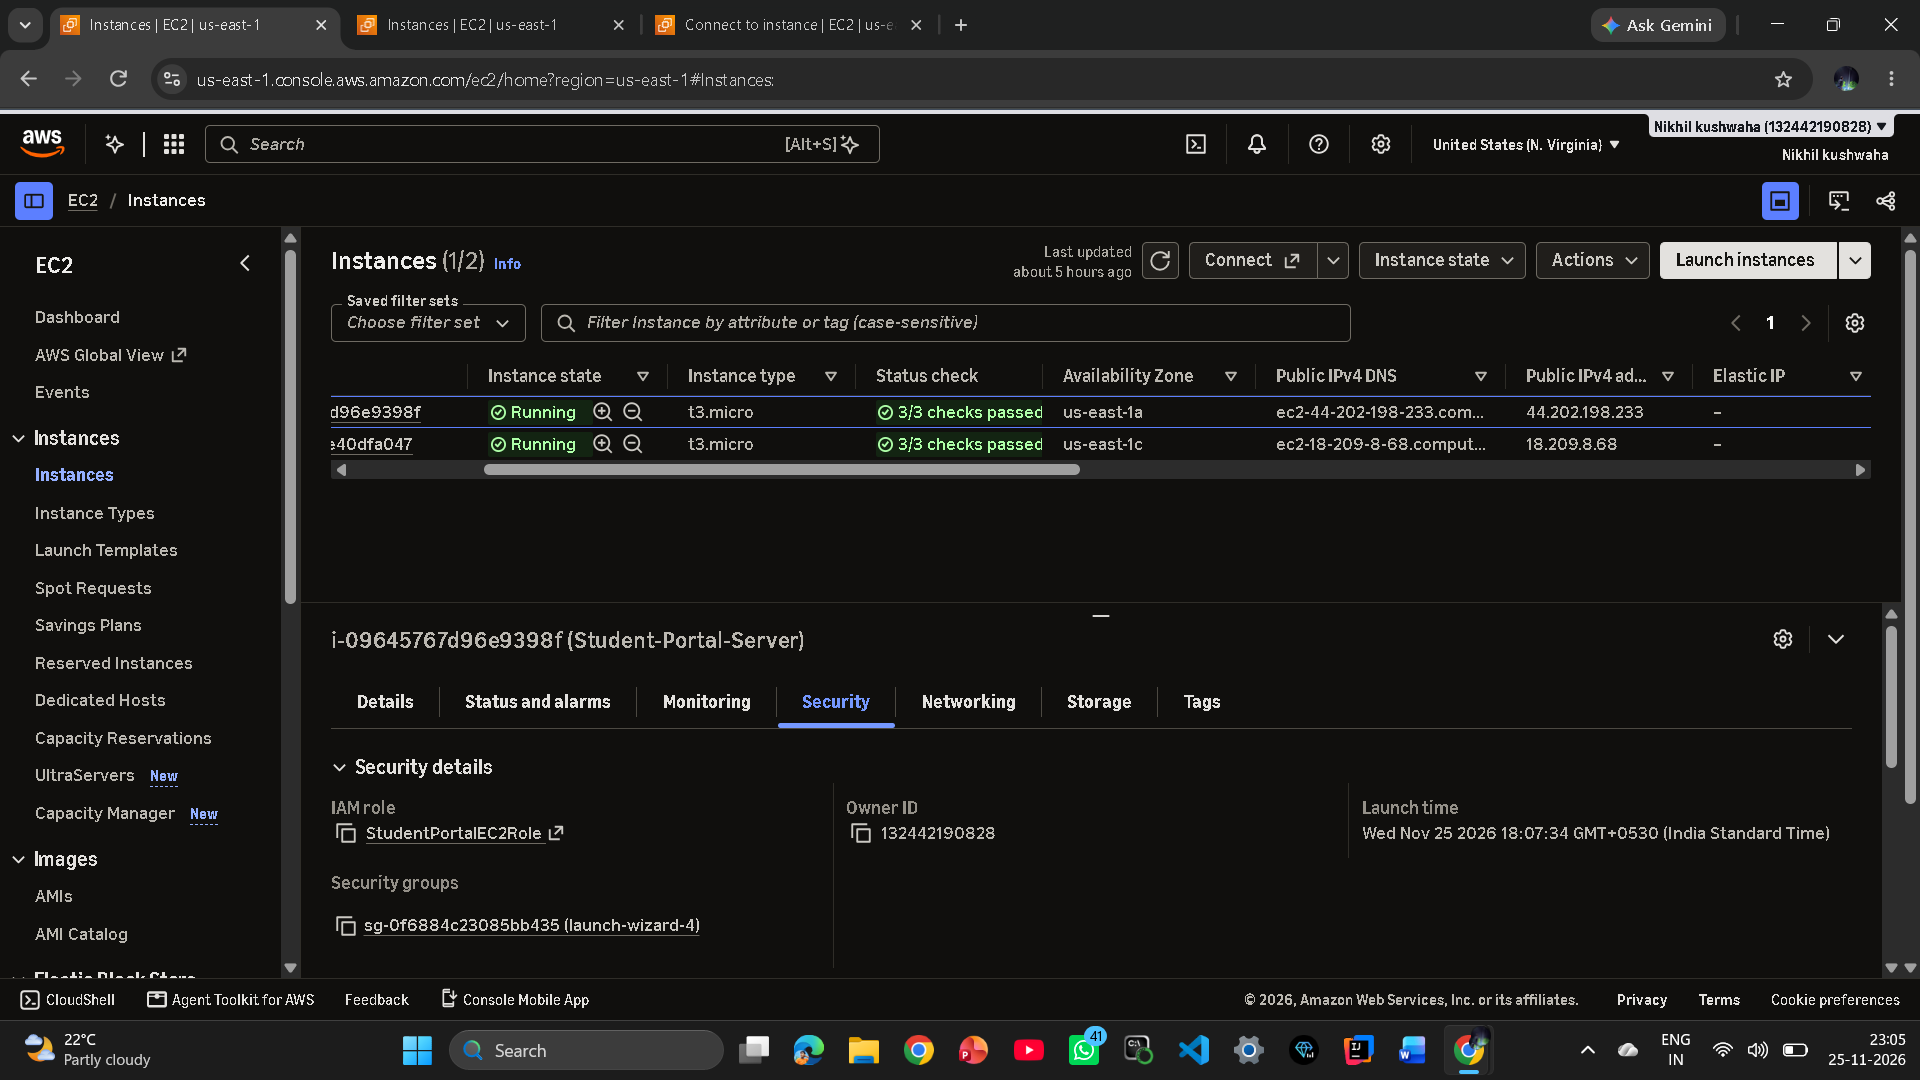 Instances | EC2 | us-east-1
Instances | EC2 | us-east-1
Connect to instance | EC2 | us-e
Ask Gemini
us-east-1.console.aws.amazon.com/ec2/home?region=us-east-1#Instances:
aws
Search
[Alt+S]
United States (N. Virginia)
Nikhil kushwaha (132442190828)
Nikhil kushwaha
EC2 / Instances
EC2
Dashboard
AWS Global View
Events
Instances
Instances
Instance Types
Launch Templates
Spot Requests
Savings Plans
Reserved Instances
Dedicated Hosts
Capacity Reservations
UltraServers New
Capacity Manager New
Images
AMIs
AMI Catalog
Elastic Block Store
Instances (1/2) Info
Last updated
about 5 hours ago
Connect
Instance state
Actions
Launch instances
Saved filter sets
Choose filter set
Filter Instance by attribute or tag (case-sensitive)
1
Instance state Instance type Status check Availability Zone Public IPv4 DNS Public IPv4 ad... Elastic IP
d96e9398f Running t3.micro 3/3 checks passed us-east-1a ec2-44-202-198-233.com... 44.202.198.233 –
e40dfa047 Running t3.micro 3/3 checks passed us-east-1c ec2-18-209-8-68.comput... 18.209.8.68 –
i-09645767d96e9398f (Student-Portal-Server)
Details Status and alarms Monitoring Security Networking Storage Tags
Security details
IAM role
StudentPortalEC2Role
Owner ID
132442190828
Launch time
Wed Nov 25 2026 18:07:34 GMT+0530 (India Standard Time)
Security groups
sg-0f6884c23085bb435 (launch-wizard-4)
CloudShell Agent Toolkit for AWS Feedback Console Mobile App
© 2026, Amazon Web Services, Inc. or its affiliates. Privacy Terms Cookie preferences
22°C
Partly cloudy
Search
41
ENG
IN
23:05
25-11-2026